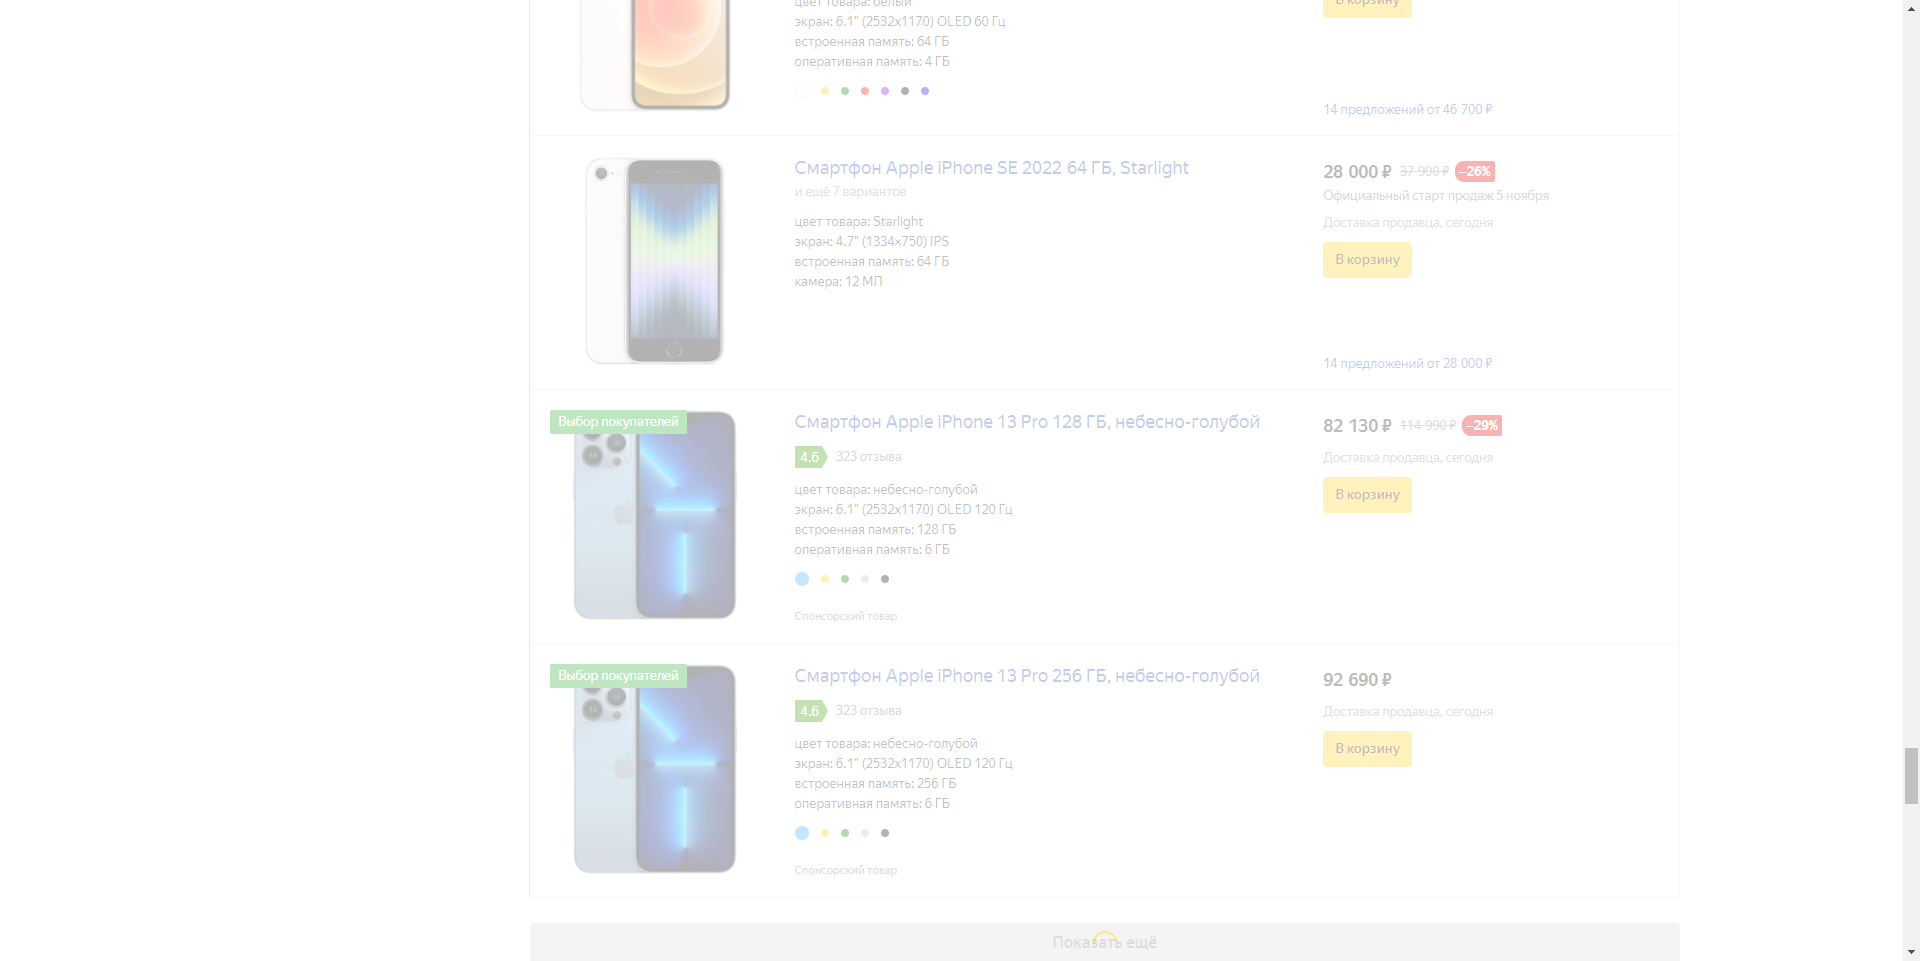 цвет товара: белый
экран: 6.1" (2532x1170) OLED 60 Гц
встроенная память: 64 ГБ
оперативная память: 4 ГБ
В корзину
14 предложений от 46 700 ₽
Смартфон Apple iPhone SE 2022 64 ГБ, Starlight
и ещё 7 вариантов
цвет товара: Starlight
экран: 4.7" (1334×750) IPS
встроенная память: 64 ГБ
камера: 12 МП
28 000 ₽ 37 900 ₽ −26%
Официальный старт продаж 5 ноября
Доставка продавца, сегодня
В корзину
14 предложений от 28 000 ₽
Выбор покупателей
Смартфон Apple iPhone 13 Pro 128 ГБ, небесно-голубой
4.6 323 отзыва
цвет товара: небесно-голубой
экран: 6.1" (2532x1170) OLED 120 Гц
встроенная память: 128 ГБ
оперативная память: 6 ГБ
Спонсорский товар
82 130 ₽ 114 990 ₽ −29%
Доставка продавца, сегодня
В корзину
Выбор покупателей
Смартфон Apple iPhone 13 Pro 256 ГБ, небесно-голубой
4.6 323 отзыва
цвет товара: небесно-голубой
экран: 6.1" (2532x1170) OLED 120 Гц
встроенная память: 256 ГБ
оперативная память: 6 ГБ
Спонсорский товар
92 690 ₽
Доставка продавца, сегодня
В корзину
Показать ещё